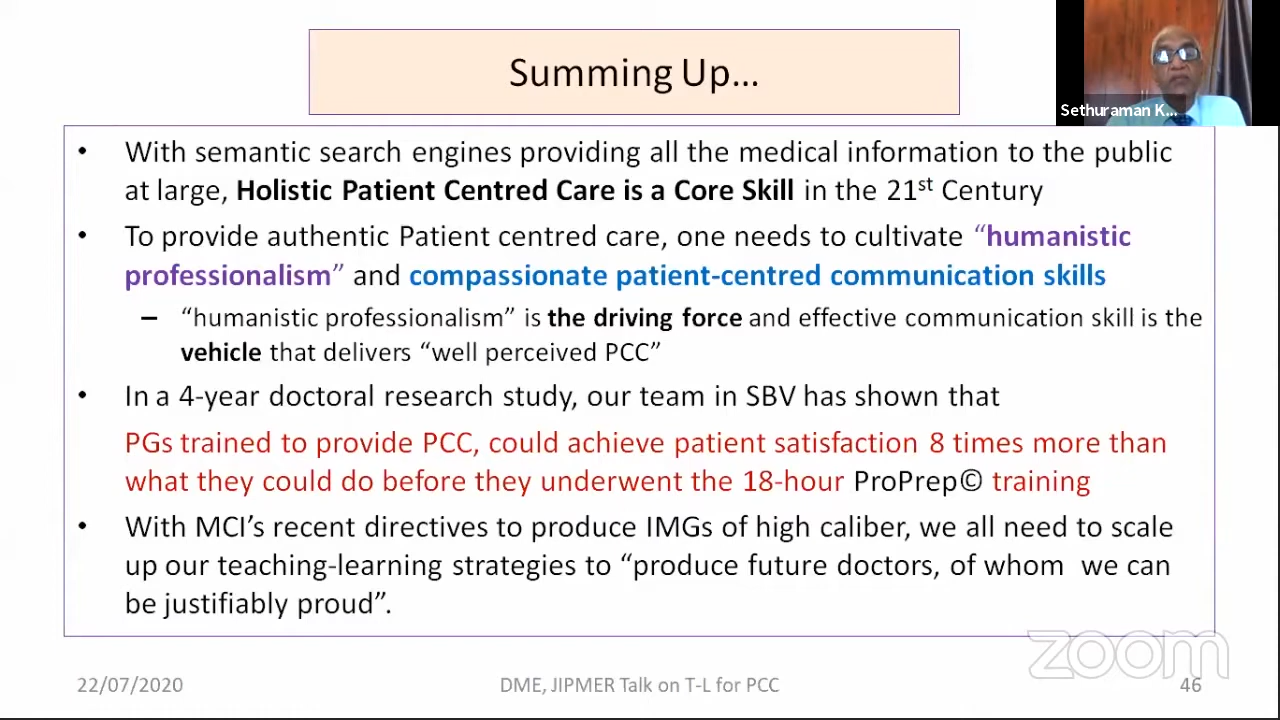 Summing Up...
Sethuraman K...
• With semantic search engines providing all the medical information to the public
at large, Holistic Patient Centred Care is a Core Skill in the 21st Century
• To provide authentic Patient centred care, one needs to cultivate “humanistic
professionalism” and compassionate patient-centred communication skills
– “humanistic professionalism” is the driving force and effective communication skill is the
vehicle that delivers “well perceived PCC”
• In a 4-year doctoral research study, our team in SBV has shown that
PGs trained to provide PCC, could achieve patient satisfaction 8 times more than
what they could do before they underwent the 18-hour ProPrep© training
• With MCI’s recent directives to produce IMGs of high caliber, we all need to scale
up our teaching-learning strategies to “produce future doctors, of whom we can
be justifiably proud”.
zoom
22/07/2020 DME, JIPMER Talk on T-L for PCC 46